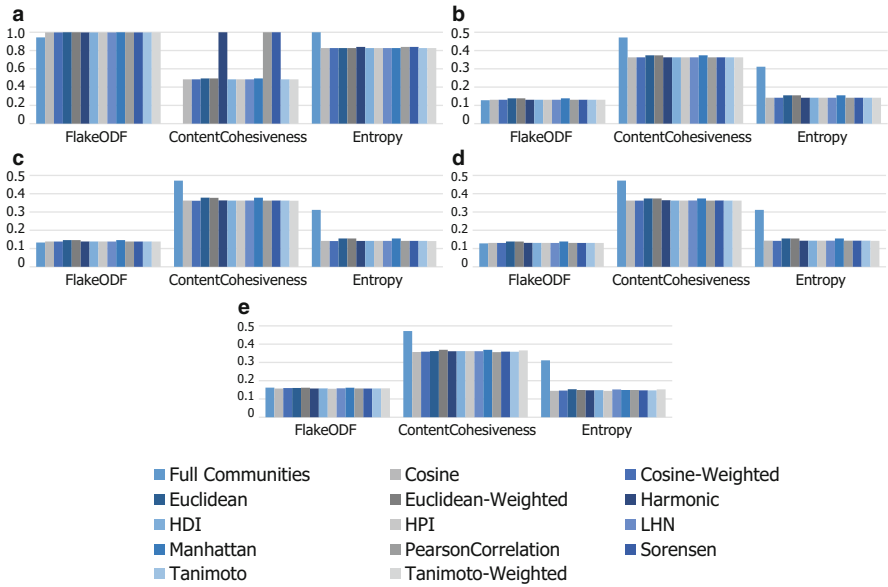 a
1.0
0.8
0.6
0.4
0.2
0
FlakeODF ContentCohesiveness Entropy
b
0.5
0.4
0.3
0.2
0.1
0
FlakeODF ContentCohesiveness Entropy
c
0.5
0.4
0.3
0.2
0.1
0
FlakeODF ContentCohesiveness Entropy
d
0.5
0.4
0.3
0.2
0.1
0
FlakeODF ContentCohesiveness Entropy
e
0.5
0.4
0.3
0.2
0.1
0
FlakeODF ContentCohesiveness Entropy
Full Communities Cosine Cosine-Weighted
Euclidean Euclidean-Weighted Harmonic
HDI HPI LHN
Manhattan PearsonCorrelation Sorensen
Tanimoto Tanimoto-Weighted